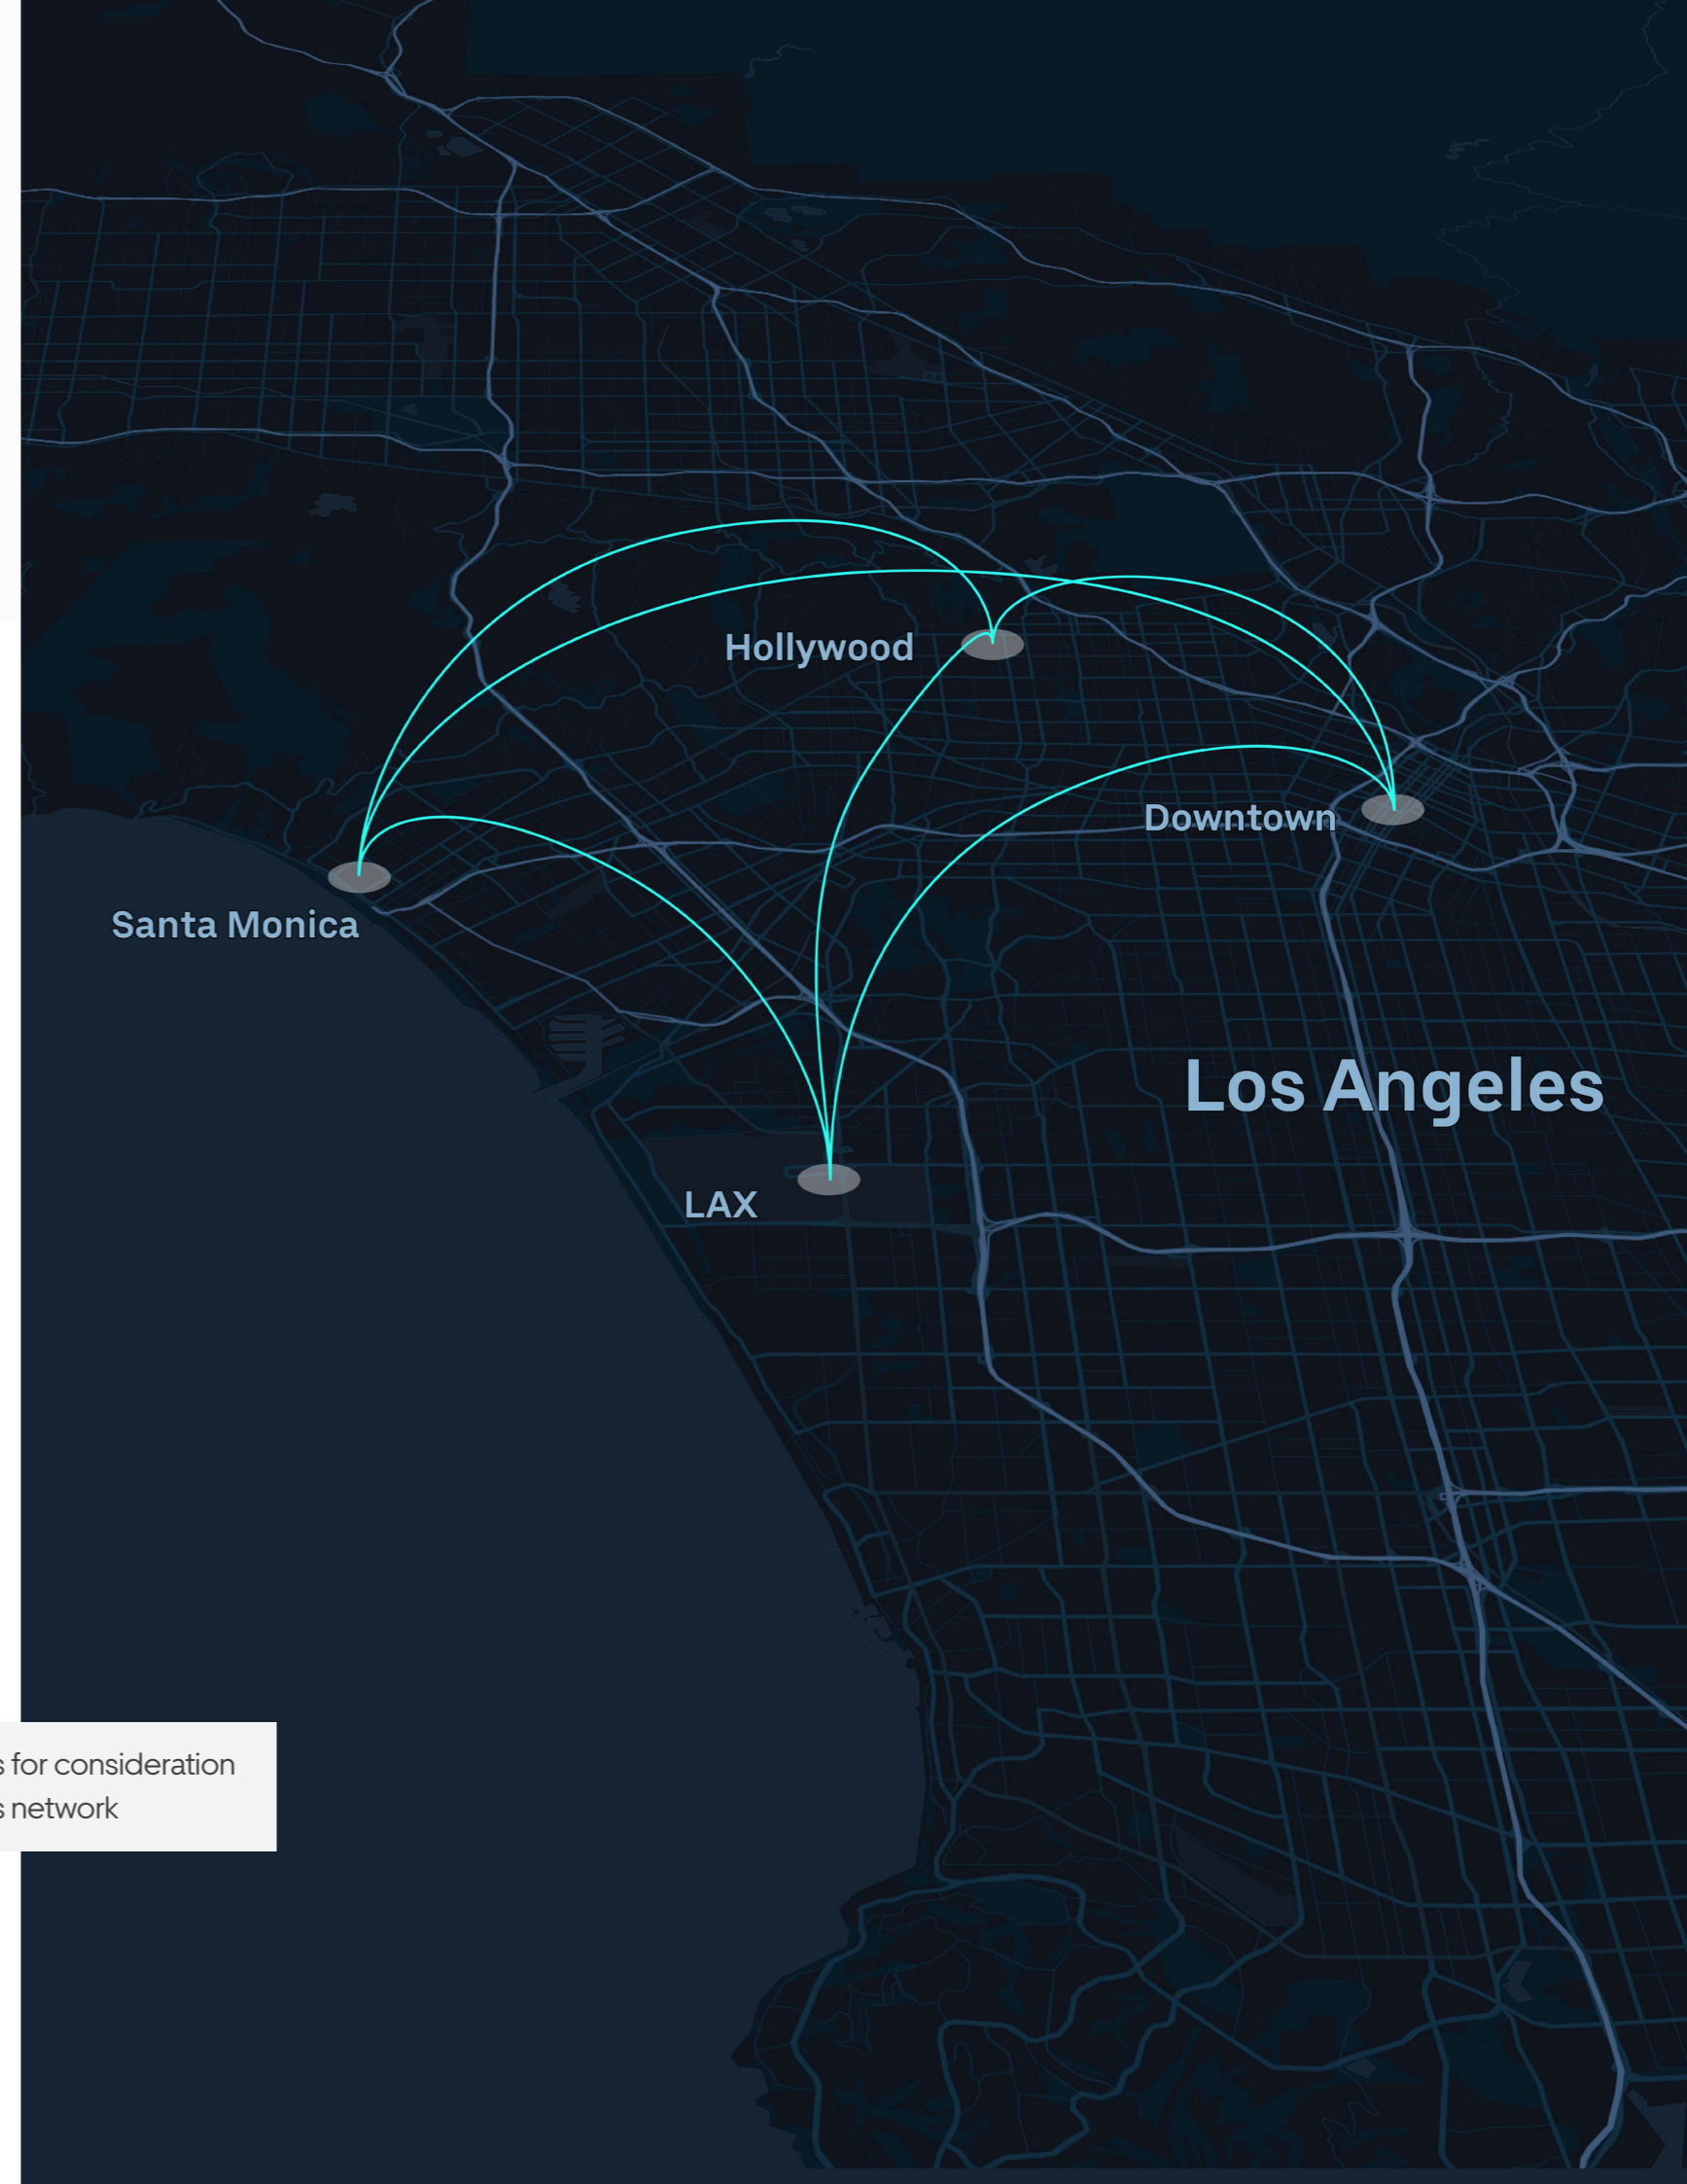 Hollywood
Downtown
Santa Monica
Los Angeles
LAX
s for consideration
s network